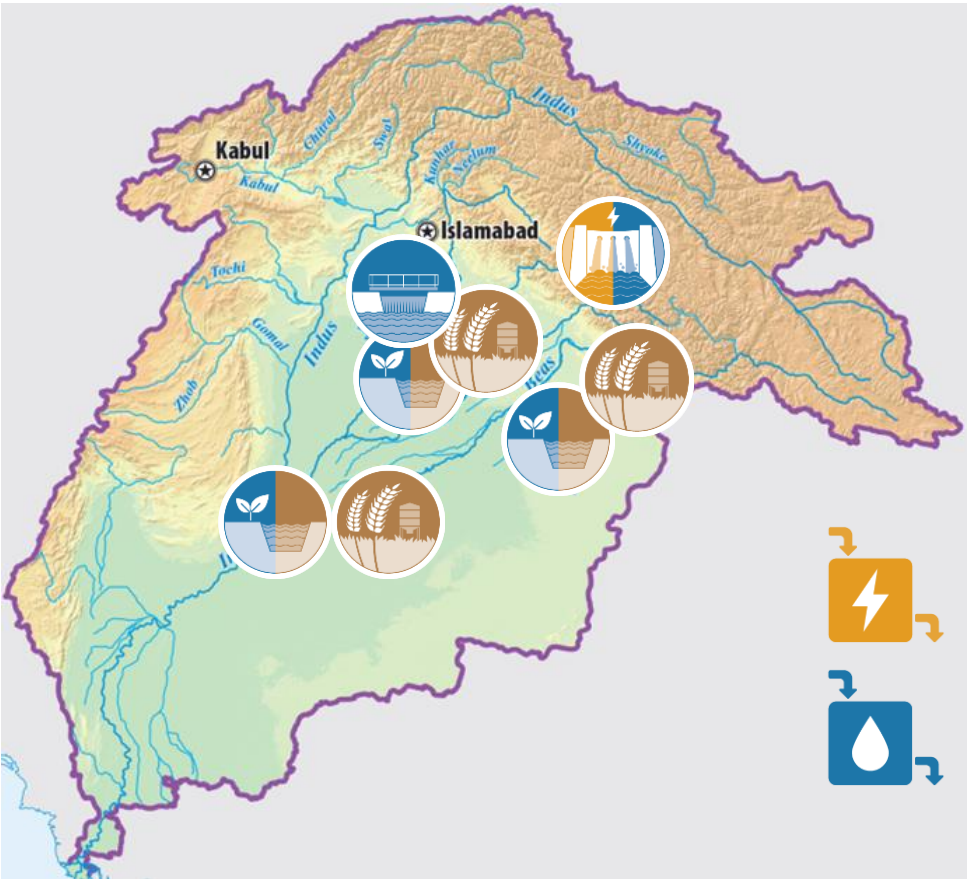 Indus
Shyoke
Chitral
Swat
Kunhar
Neelum
Kabul
Kabul
Islamabad
Tochi
Gomal
Indus
Zhob
Beas